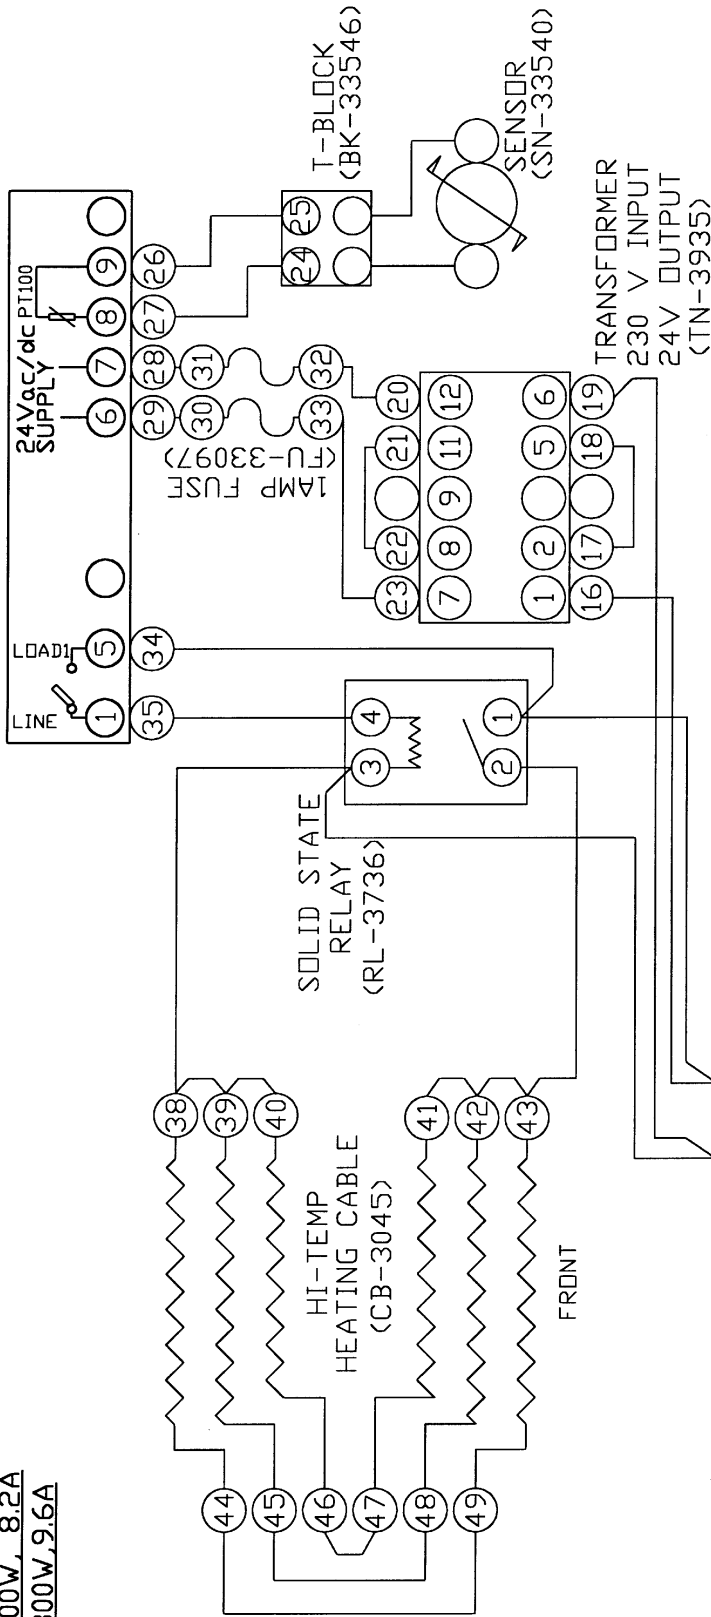 00W, 8.2A
00W,9.6A
LINE
LOAD1
24Vac/dc
SUPPLY
PT100
1 5 6 7 8 9
35 34 29 28 27 26
30 31
1AMP FUSE
(FU-33097)
33 32
T-BLOCK
(BK-33546)
24 25
SENSOR
(SN-33540)
23 22 21 20
7 8 9 11 12
1 2 5 6
16 17 18 19
TRANSFORMER
230 V INPUT
24V OUTPUT
(TN-3935)
SOLID STATE
RELAY
(RL-3736)
3 4
2 1
44 38
45 39
46 40
HI-TEMP
HEATING CABLE
(CB-3045)
47 41
48 42
49 43
FRONT